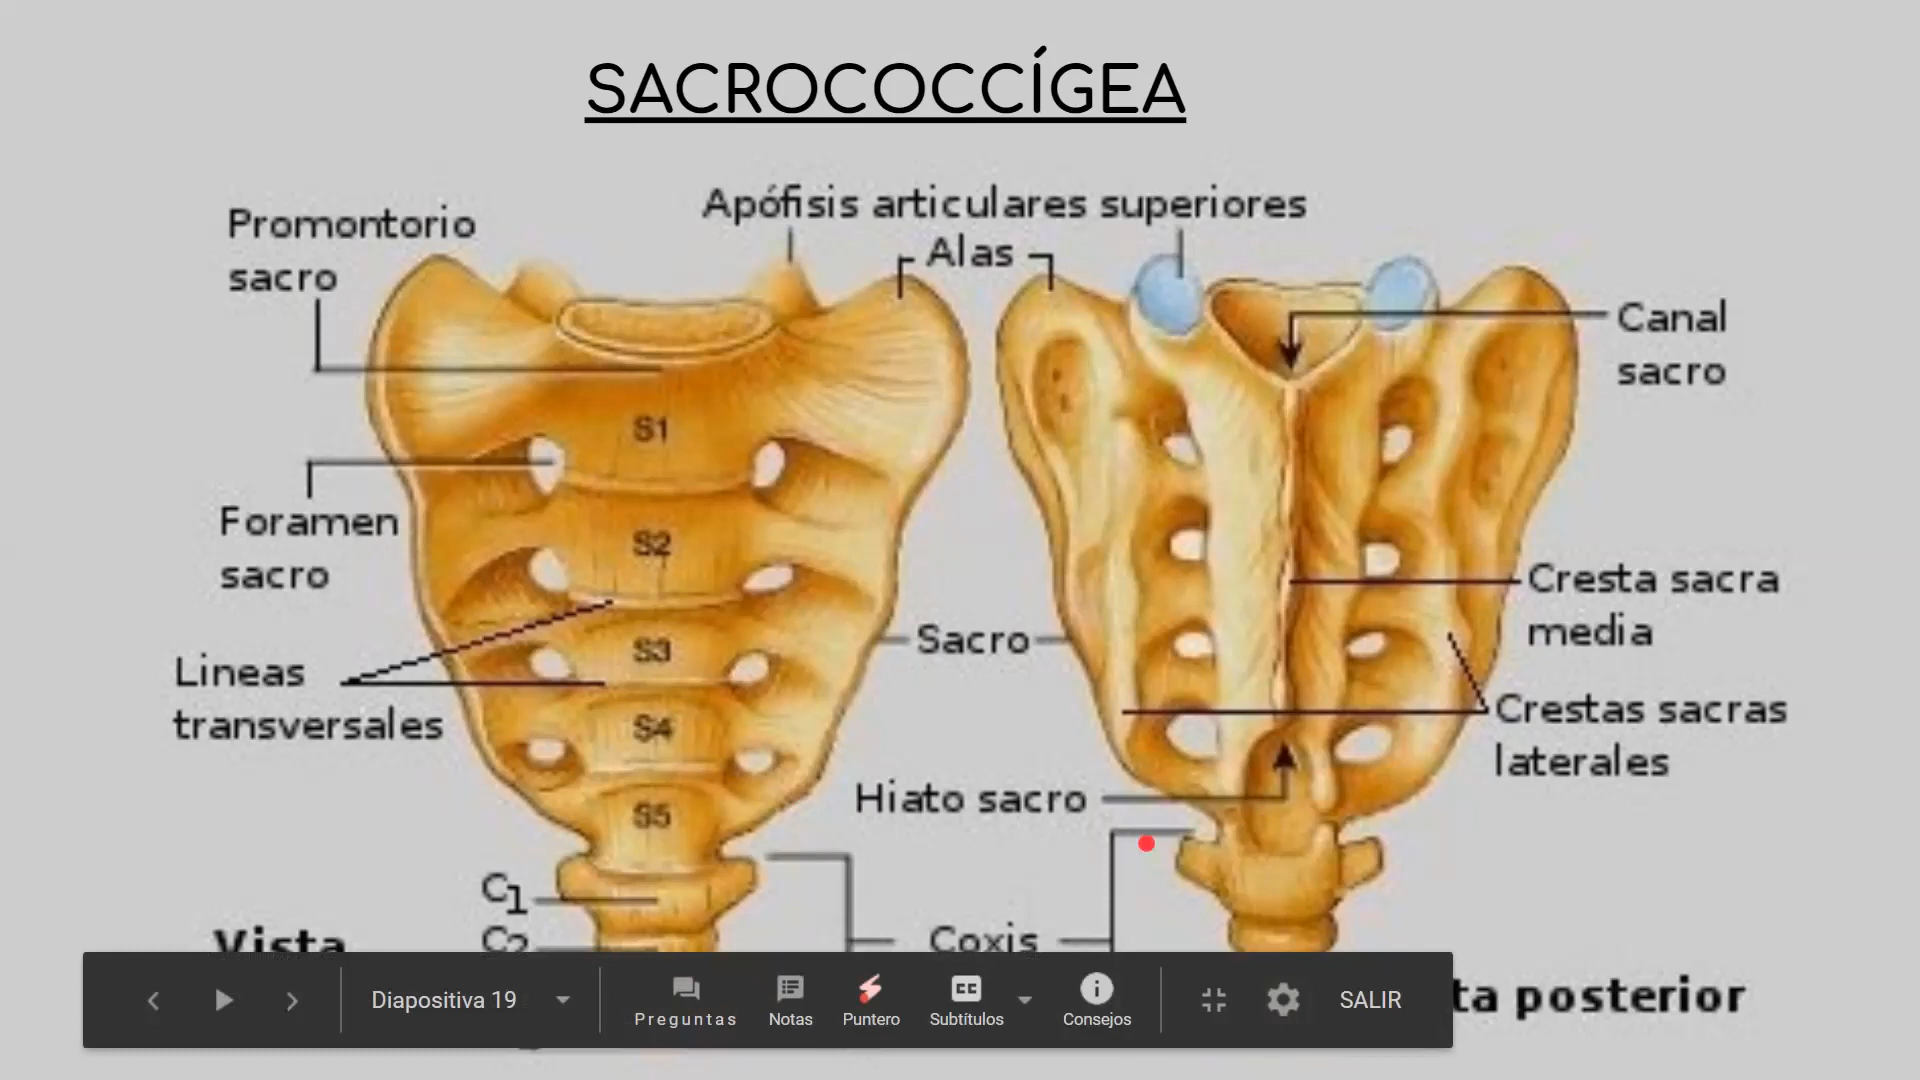 SACROCOCCÍGEA
Promontorio
sacro
Apófisis articulares superiores
Alas
Canal
sacro
S1
Foramen
sacro
S2
Cresta sacra
media
Sacro
S3
Lineas
transversales
S4
Crestas sacras
laterales
Hiato sacro
S5
C1
C2
Vista
Coxis
ta posterior
Diapositiva 19
Preguntas
Notas
Puntero
CC
Subtítulos
Consejos
SALIR